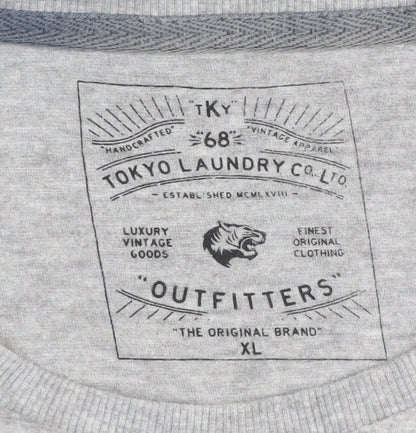 "TKY"
"HANDCRAFTED" "68" "VINTAGE APPAREL"
TOKYO LAUNDRY CO. LTD.
- ESTABLISHED MCMLXVIII -
LUXURY
VINTAGE
GOODS
FINEST
ORIGINAL
CLOTHING
"OUTFITTERS"
"THE ORIGINAL BRAND"
XL